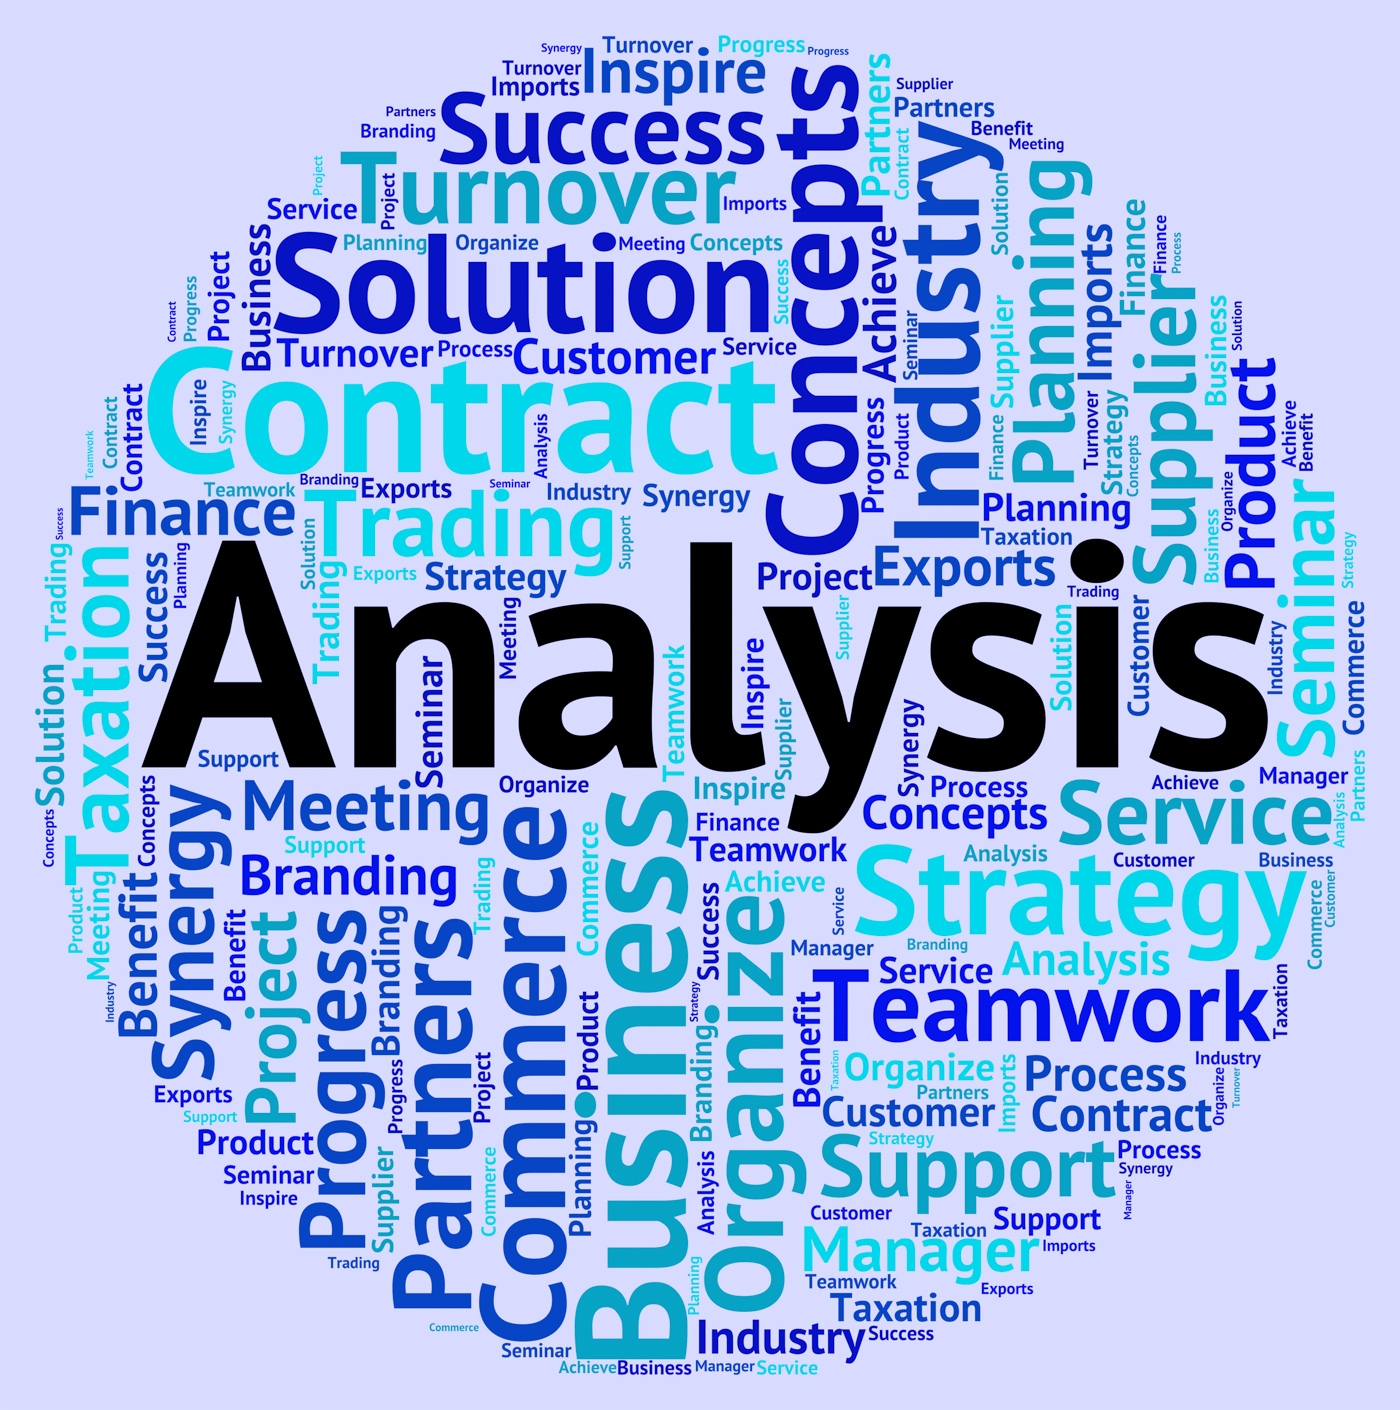 Synergy
Turnover
Progress
Progress
Turnover
Inspire
Imports
Concepts
Partners
Supplier
Partners
Success
Partners
Branding
Benefit
Meeting
Contract
Industry
Turnover
Project
Project
Service
Imports
Planning
Solution
Planning
Organize
Meeting
Concepts
Achieve
Imports
Finance
Finance
Process
Business
Project
Solution
Success
Progress
Contract
Supplier
Seminar
Supplier
Business
Solution
Turnover
Process
Customer
Service
Contract
Inspire
Synergy
Analysis
Product
Contract
Contract
Teamwork
Progress
Product
Finance
Turnover
Strategy
Concepts
Achieve
Benefit
Branding
Exports
Seminar
Industry
Synergy
Teamwork
Finance
Trading
Support
Planning
Organize
Business
Seminar
Success
Taxation
Exports
Strategy
Solution
Exports
Strategy
Project
Trading
Trading
Taxation
Success
Planning
Trading
Analysis
Meeting
Supplier
Solution
Customer
Industry
Commerce
Solution
Seminar
Teamwork
Inspire
Supplier
Synergy
Support
Organize
Inspire
Process
Achieve
Manager
Partners
Analysis
Concepts
Concepts
Synergy
Meeting
Business
Finance
Concepts
Service
Support
Commerce
Commerce
Teamwork
Analysis
Customer
Business
Strategy
Branding
Trading
Achieve
Organize
Service
Commerce
Customer
Product
Meeting
Benefit
Benefit
Project
Progress
Branding
Partners
Success
Manager
Branding
Analysis
Service
Teamwork
Taxation
Industry
Strategy
Product
Benefit
Branding
Taxation
Organize
Process
Industry
Organize
Turnover
Imports
Partners
Exports
Support
Progress
Project
Planning
Customer
Contract
Product
Strategy
Support
Process
Synergy
Manager
Seminar
Inspire
Supplier
Commerce
Analysis
Customer
Taxation
Support
Manager
Imports
Trading
Planning
Teamwork
Exports
Taxation
Commerce
Industry
Success
Seminar
Achieve
Business
Manager
Service